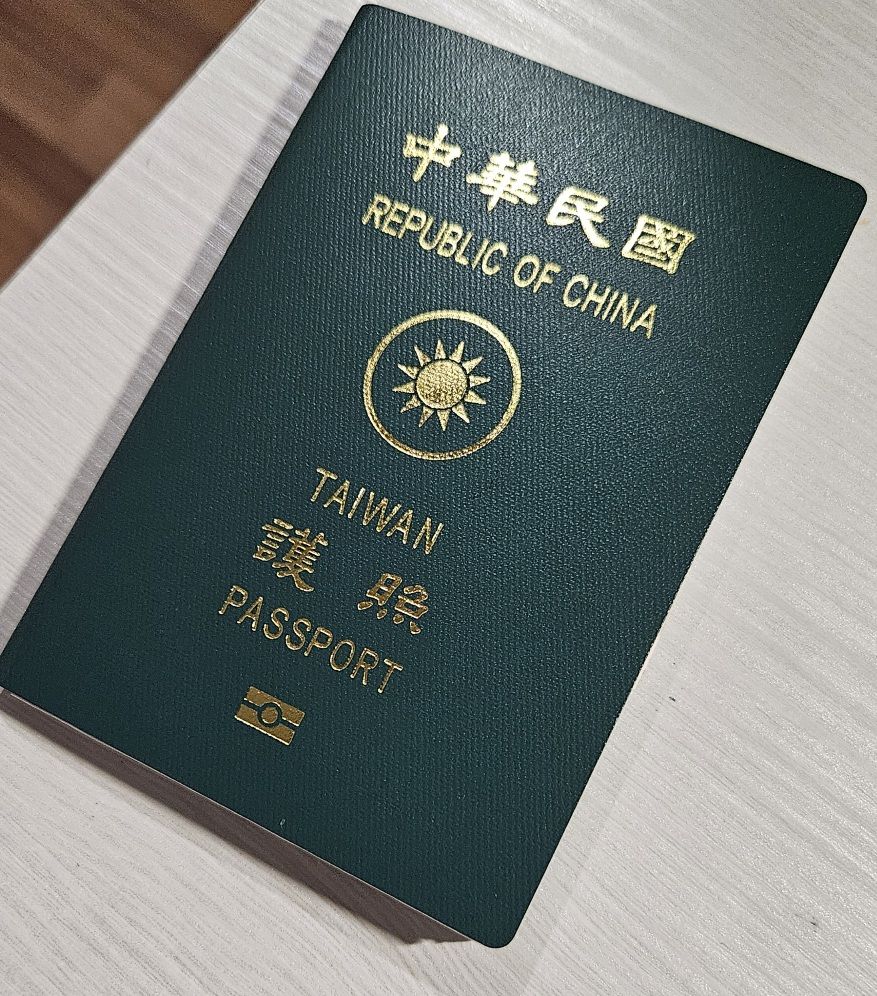 中華民國
REPUBLIC OF CHINA
TAIWAN
護照
PASSPORT